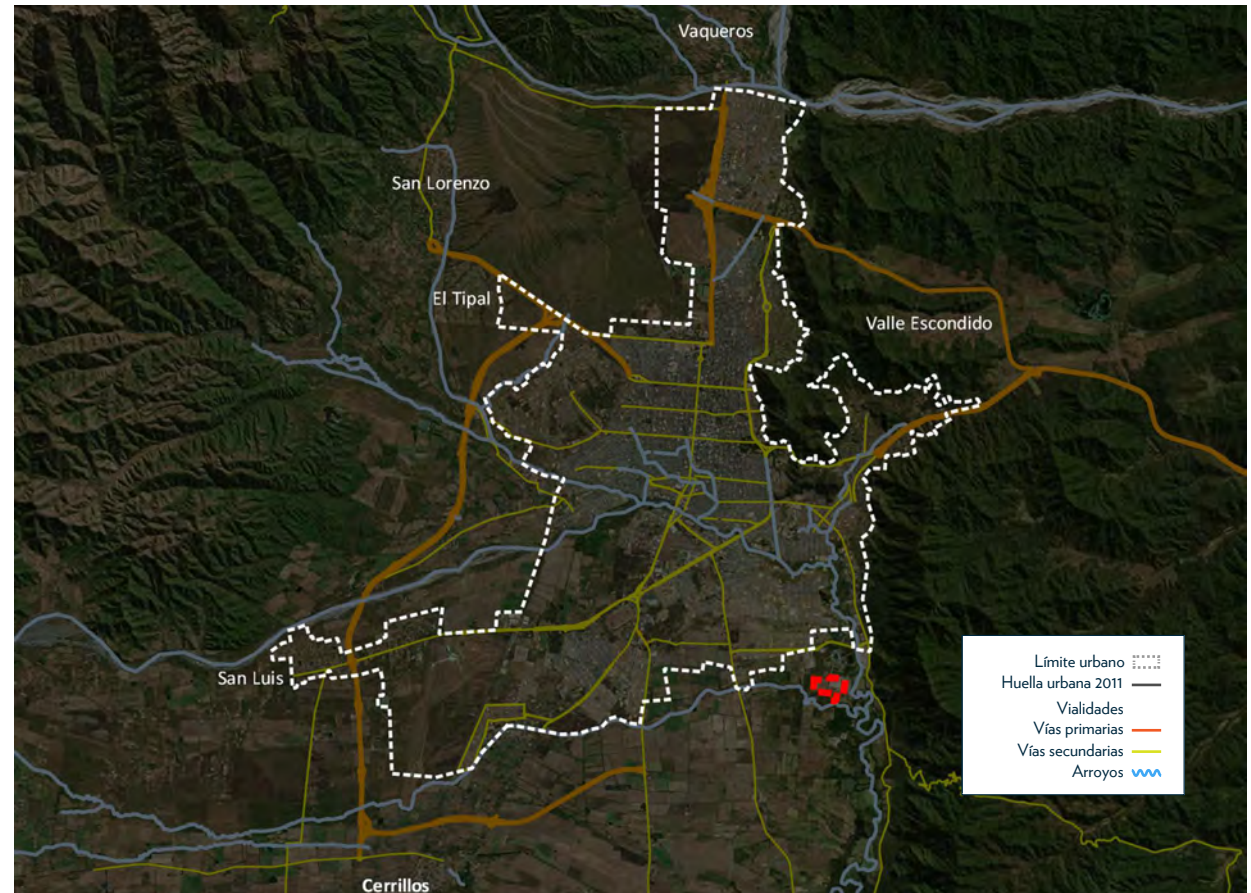 Vaqueros
San Lorenzo
El Tipal
Valle Escondido
San Luis
Cerrillos
Límite urbano
Huella urbana 2011
Vialidades
Vías primarias
Vías secundarias
Arroyos